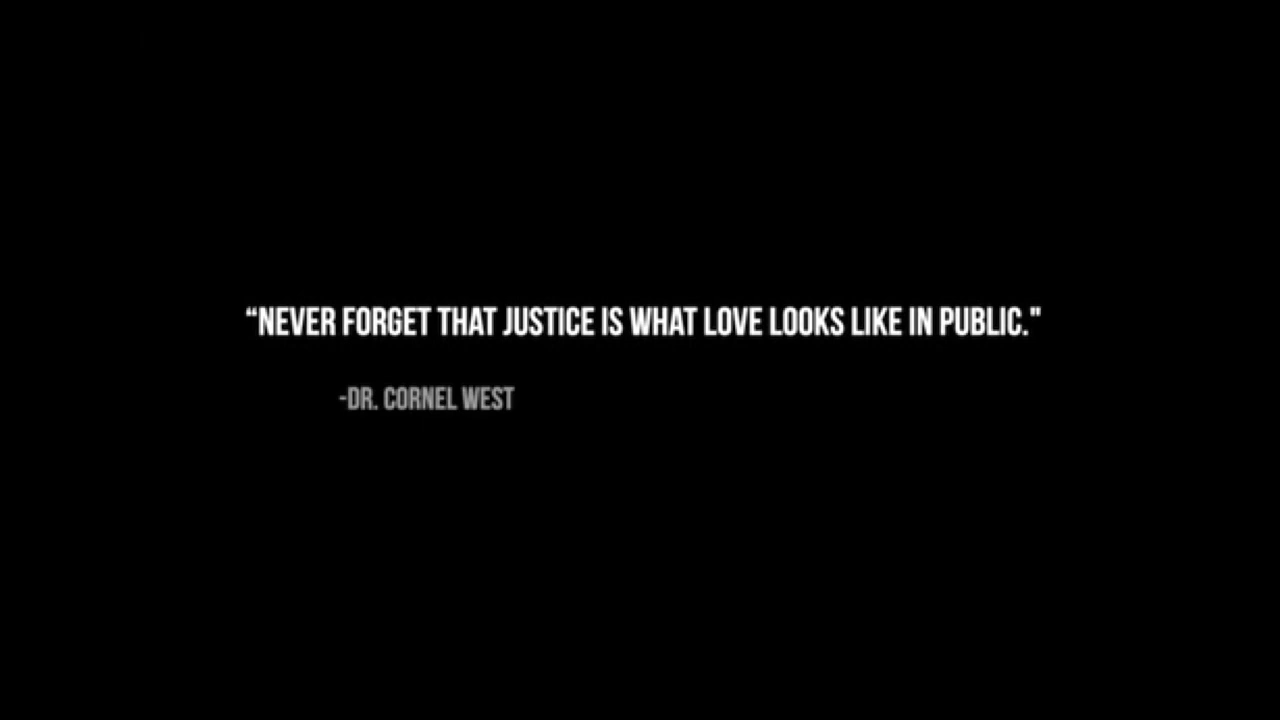 “NEVER FORGET THAT JUSTICE IS WHAT LOVE LOOKS LIKE IN PUBLIC."
-DR. CORNEL WEST